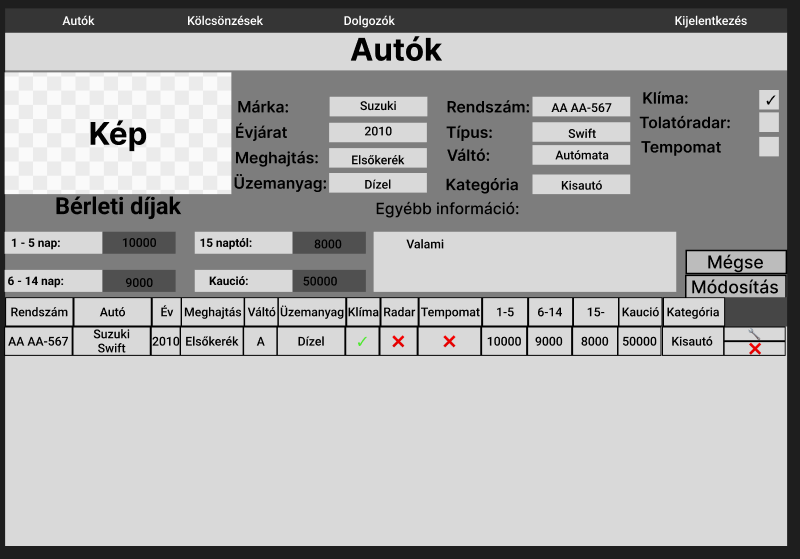 Autók Kölcsönzések Dolgozók Kijelentkezés
Autók
Kép
Márka: Suzuki Rendszám: AA AA-567 Klíma: ✓
Évjárat 2010 Típus: Swift Tolatóradar:
Meghajtás: Elsőkerék Váltó: Autómata Tempomat
Üzemanyag: Dízel Kategória Kisautó
Bérleti díjak Egyébb információ:
1 - 5 nap: 10000 15 naptól: 8000 Valami
6 - 14 nap: 9000 Kaució: 50000
Mégse
Módosítás
Rendszám Autó Év Meghajtás Váltó Üzemanyag Klíma Radar Tempomat 1-5 6-14 15- Kaució Kategória
AA AA-567 Suzuki Swift 2010 Elsőkerék A Dízel ✓ ✕ ✕ 10000 9000 8000 50000 Kisautó ✕